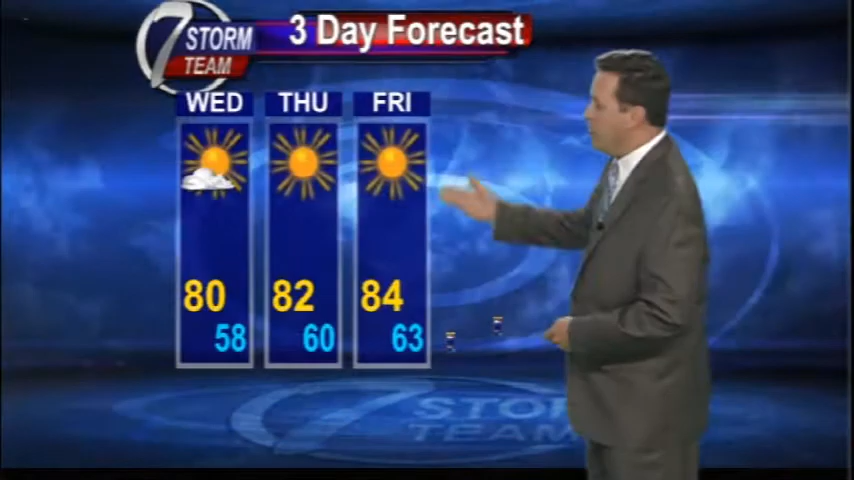 7 STORM TEAM
3 Day Forecast
WED THU FRI
80 82 84
58 60 63
7 STORM
TEAM